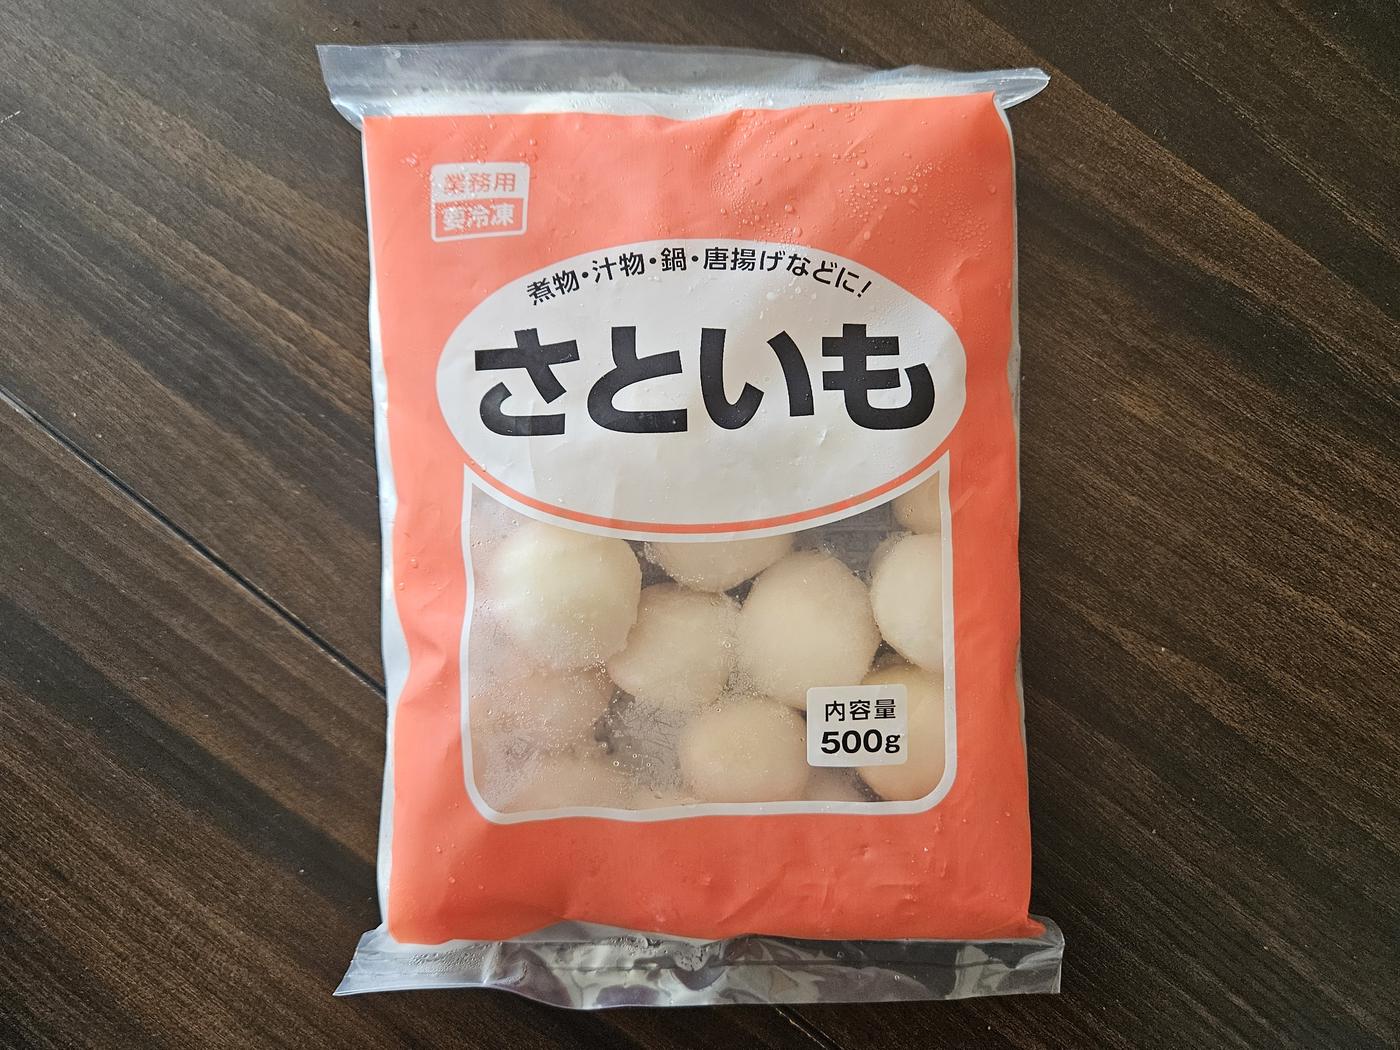 業務用
要冷凍
煮物・汁物・鍋・唐揚げなどに!
さといも
内容量
500g